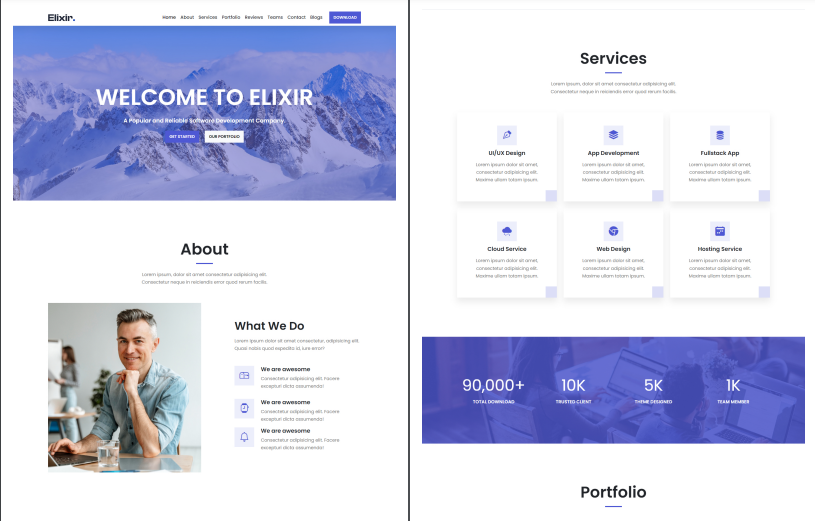 Elixir.
Home About Services Portfolio Reviews Teams Contact Blogs DOWNLOAD
WELCOME TO ELIXIR
A Popular and Reliable Software Development Company.
GET STARTED OUR PORTFOLIO
About
Lorem ipsum, dolor sit amet consectetur adipisicing elit.
Consectetur neque in reiciendis error quod rerum facilis.
What We Do
Lorem ipsum dolor sit amet consectetur, adipisicing elit.
Quasi nobis quod expedita id, iure error?
We are awesome
Consectetur adipisicing elit. Facere
excepturi dicta assumenda!
We are awesome
Consectetur adipisicing elit. Facere
excepturi dicta assumenda!
We are awesome
Consectetur adipisicing elit. Facere
excepturi dicta assumenda!
Services
Lorem ipsum, dolor sit amet consectetur adipisicing elit.
Consectetur neque in reiciendis error quod rerum facilis.
UI/UX Design
Lorem ipsum dolor sit amet,
consectetur adipisicing elit.
Maxime ullam totam ipsum.
App Development
Lorem ipsum dolor sit amet,
consectetur adipisicing elit.
Maxime ullam totam ipsum.
Fullstack App
Lorem ipsum dolor sit amet,
consectetur adipisicing elit.
Maxime ullam totam ipsum.
Cloud Service
Lorem ipsum dolor sit amet,
consectetur adipisicing elit.
Maxime ullam totam ipsum.
Web Design
Lorem ipsum dolor sit amet,
consectetur adipisicing elit.
Maxime ullam totam ipsum.
Hosting Service
Lorem ipsum dolor sit amet,
consectetur adipisicing elit.
Maxime ullam totam ipsum.
90,000+
TOTAL DOWNLOAD
10K
TRUSTED CLIENT
5K
THEME DESIGNED
1K
TEAM MEMBER
Portfolio